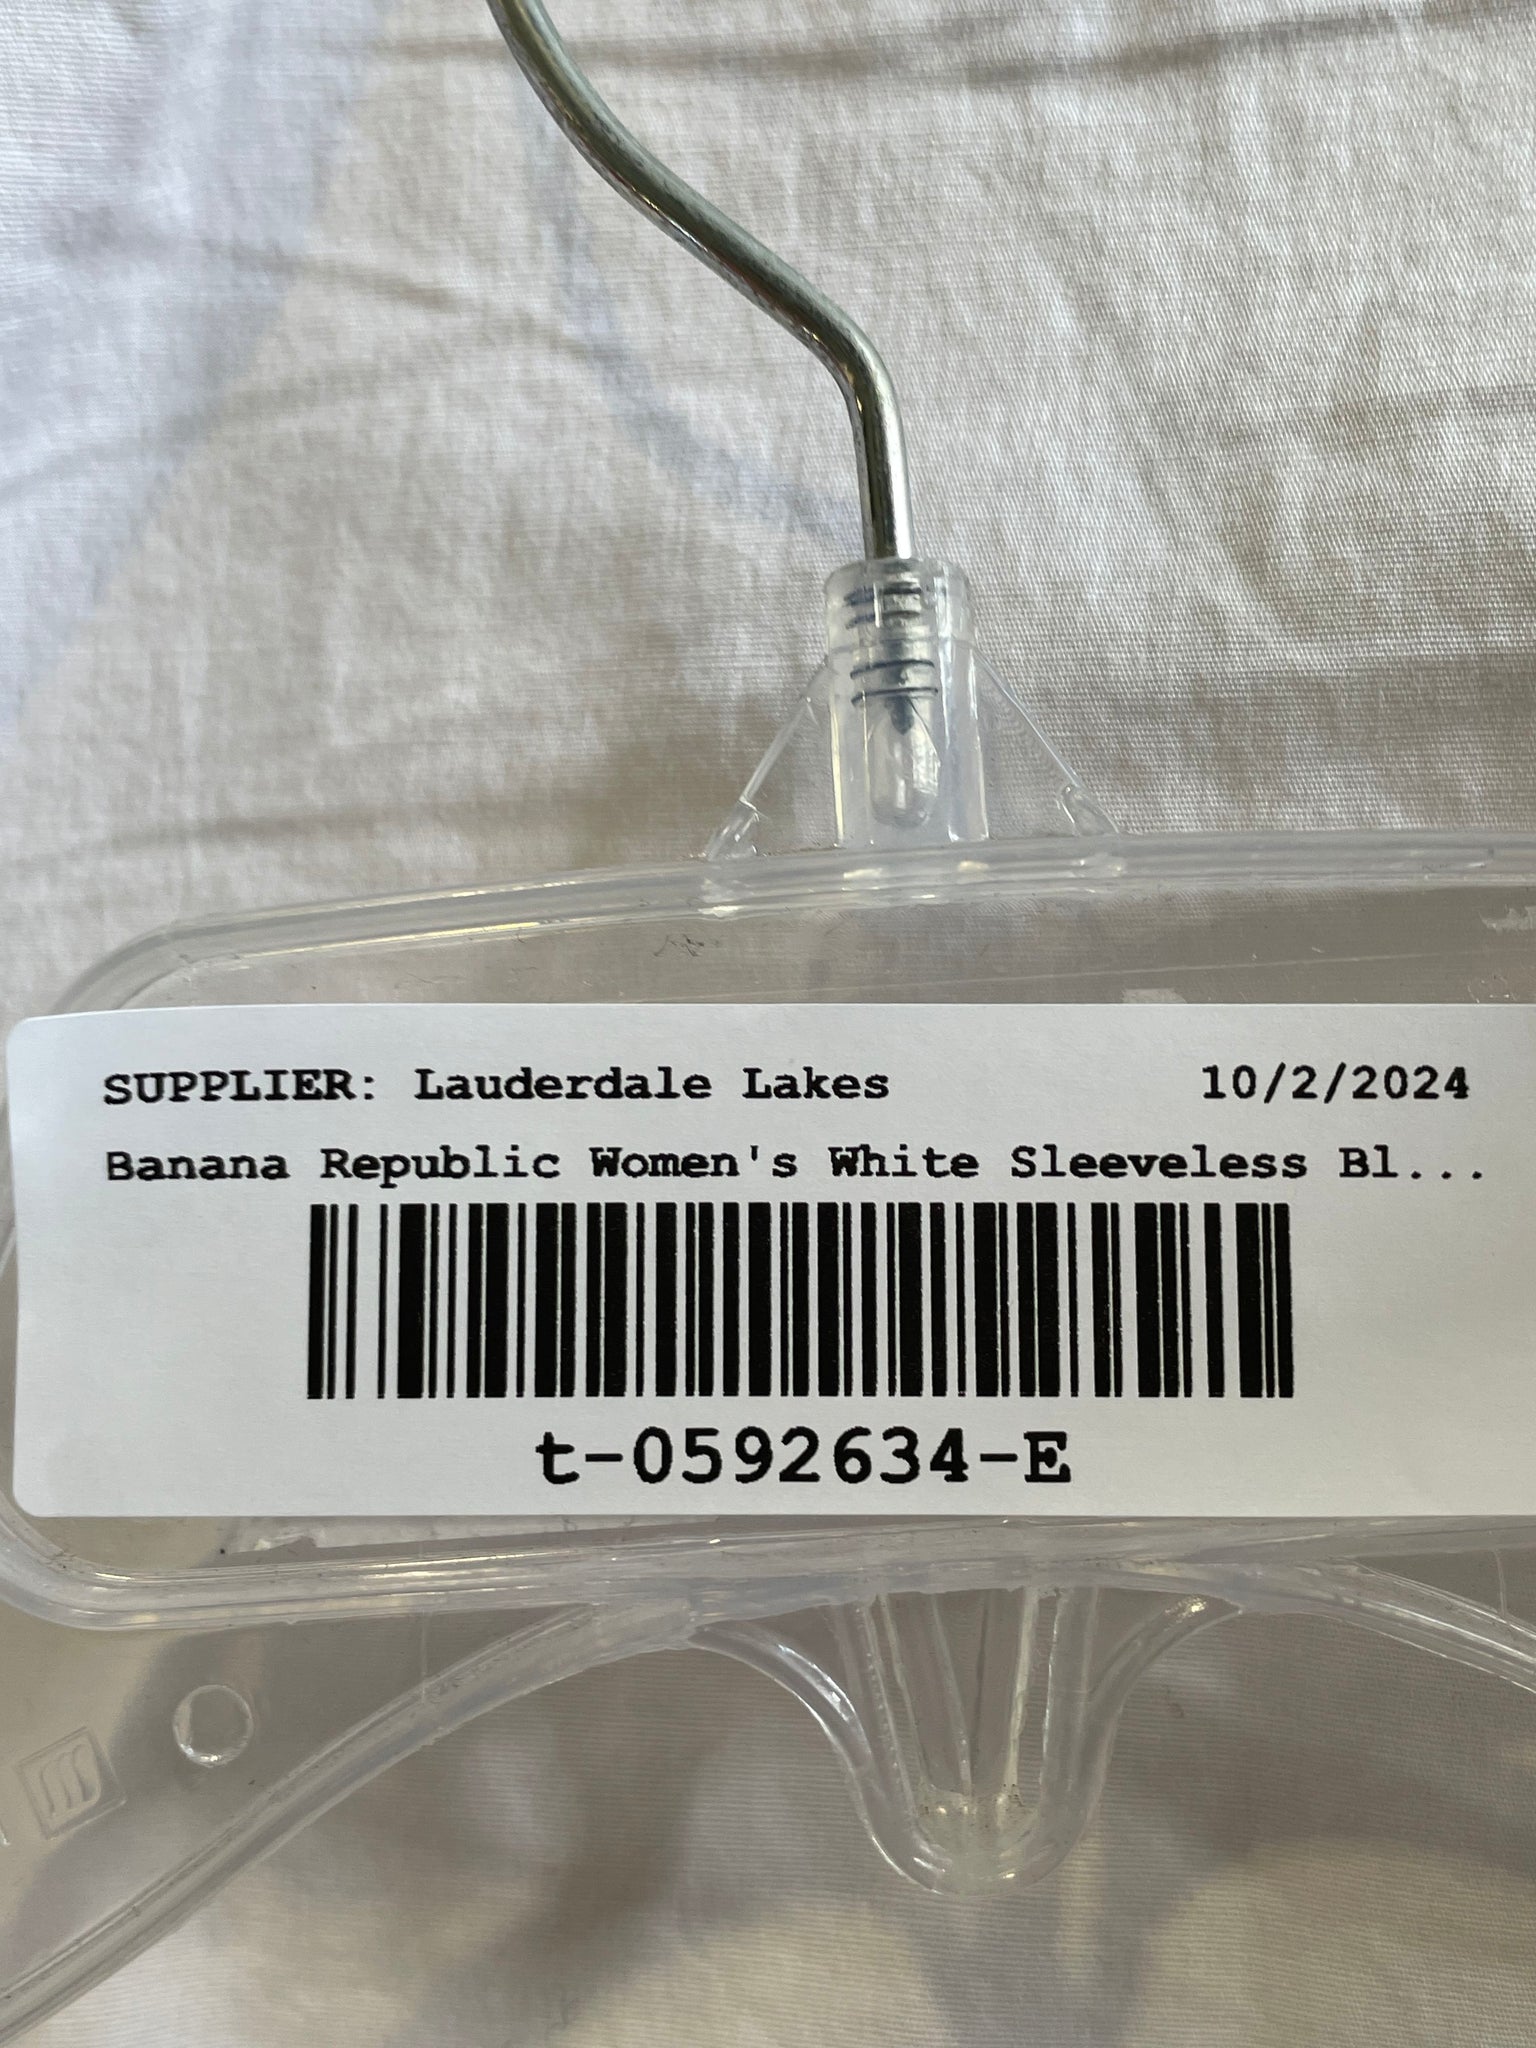 SUPPLIER: Lauderdale Lakes 10/2/2024
Banana Republic Women's White Sleeveless Bl...
t-0592634-E